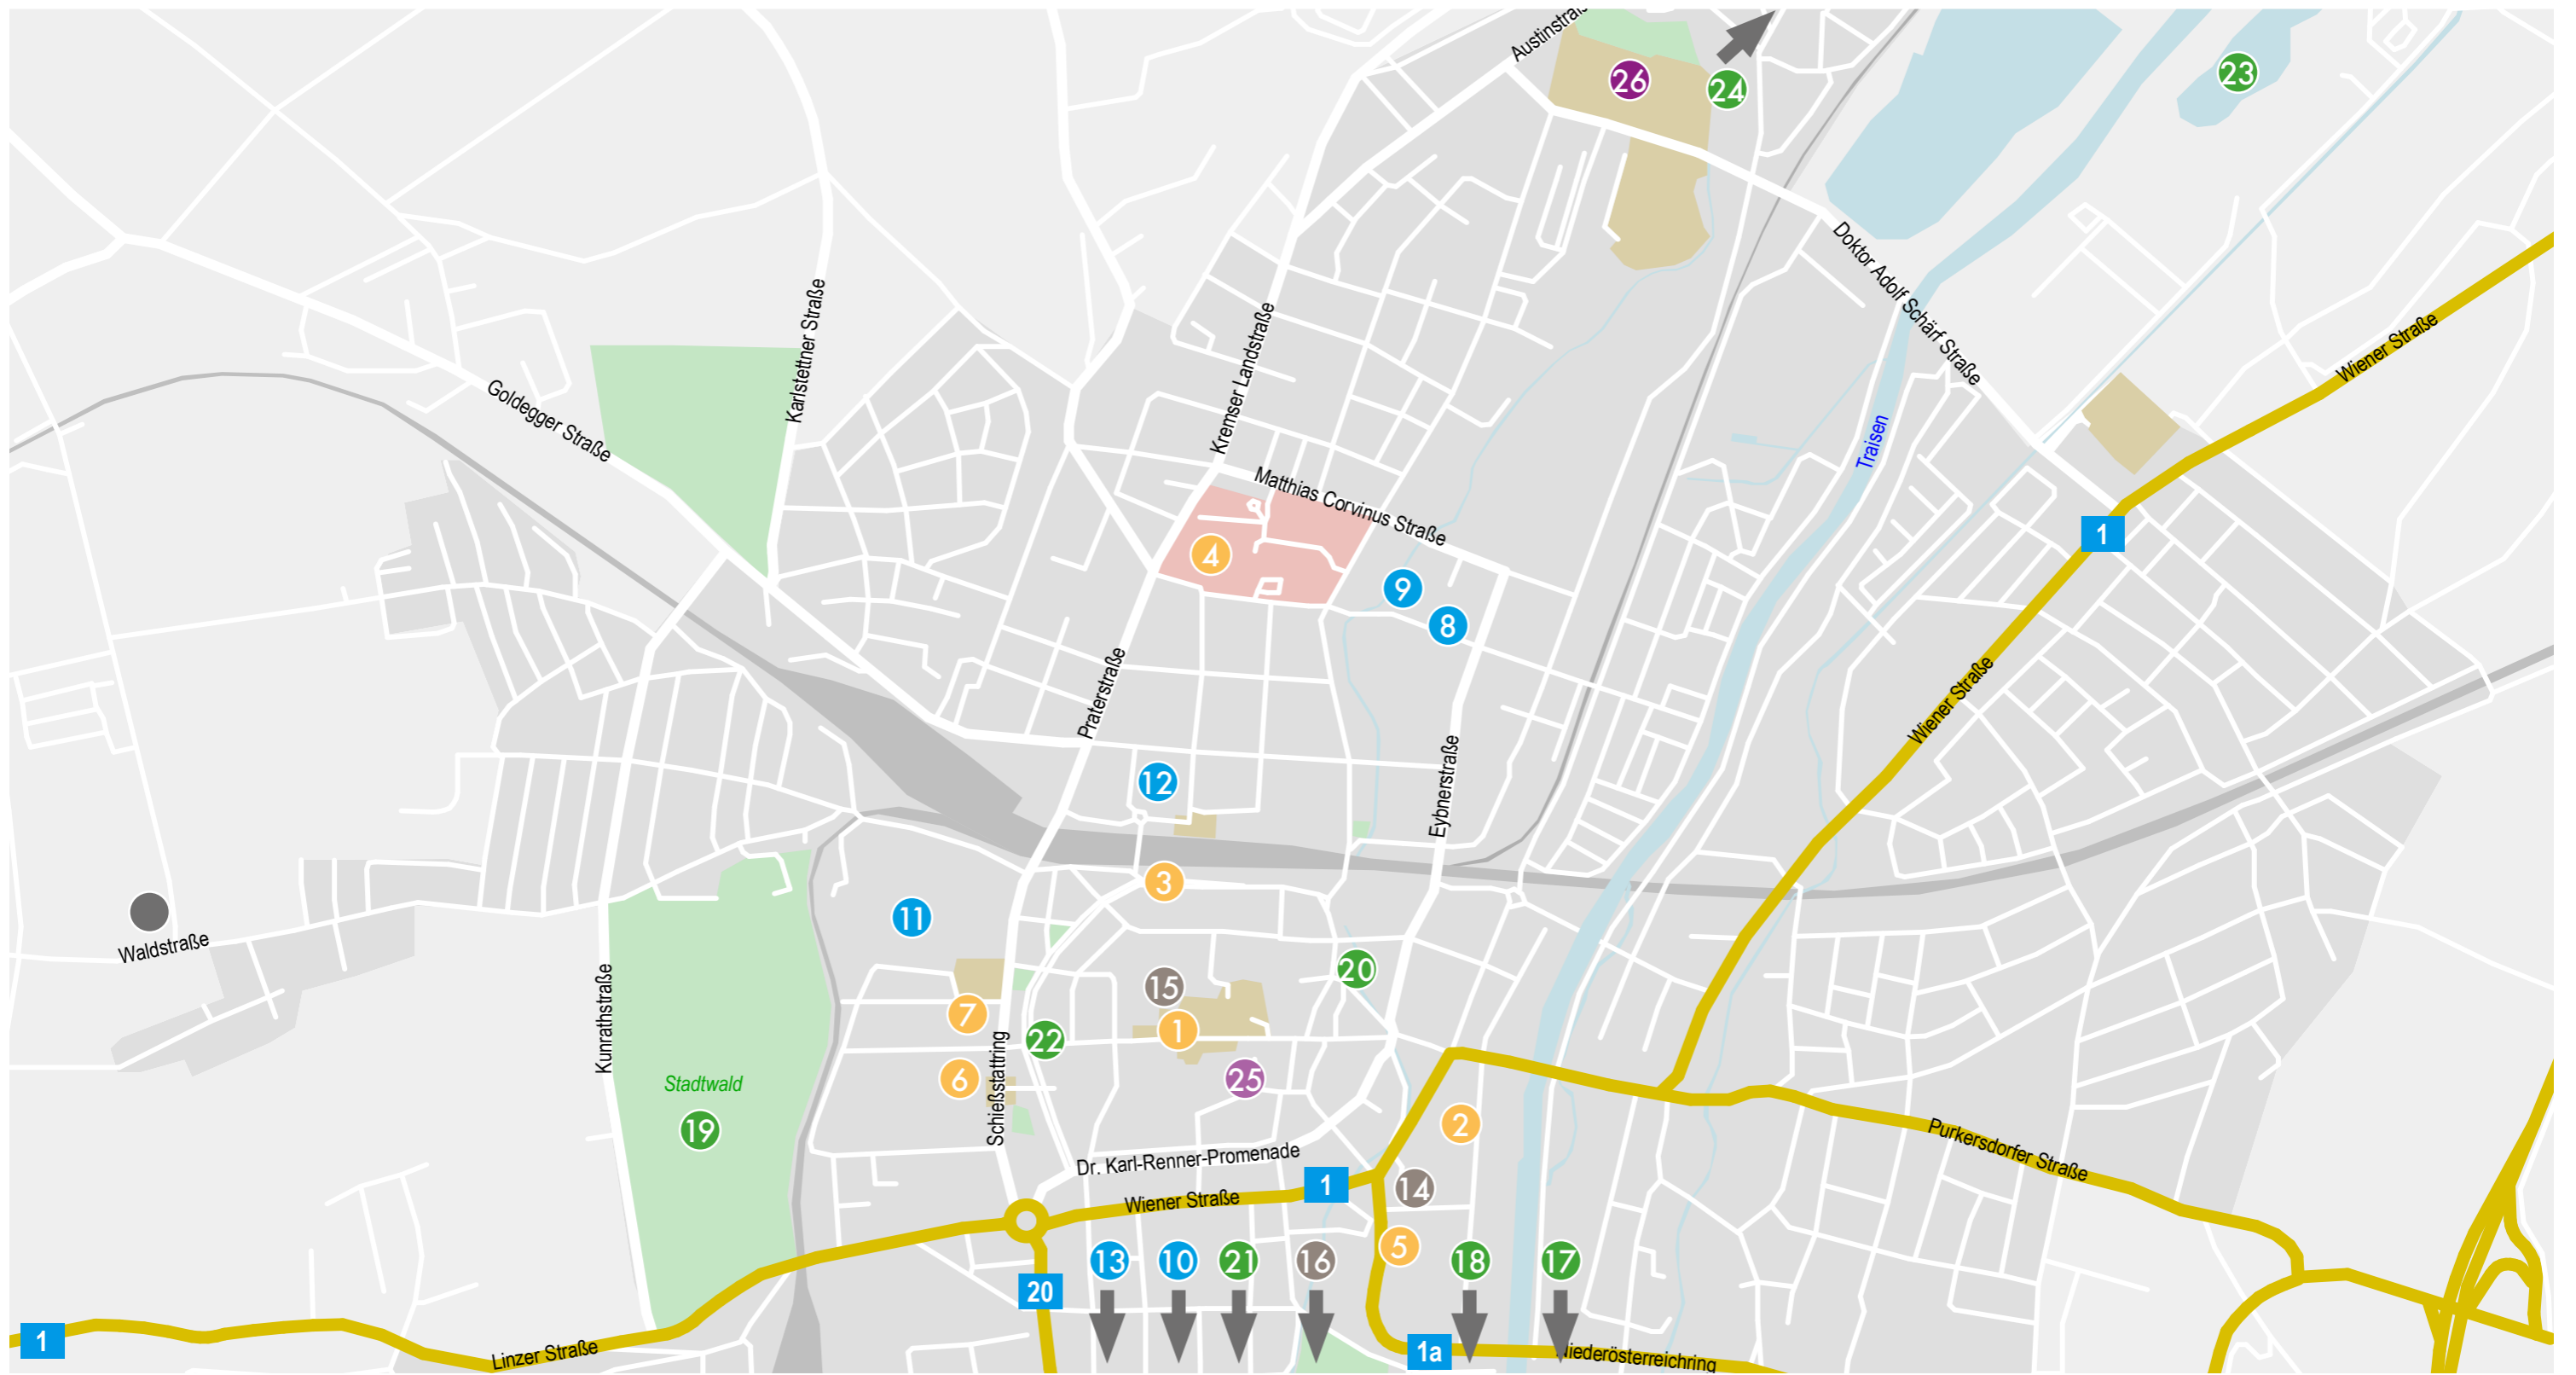 Austinstraße
26
24
23
Doktor Adolf Schärf Straße
Wiener Straße
Karlstettner Straße
Kremser Landstraße
Goldegger Straße
Traisen
Matthias Corvinus Straße
1
4
9
8
Praterstraße
Wiener Straße
12
Eybnerstraße
3
11
Waldstraße
20
15
Kunrathstraße
7
1
22
Schießstattring
6
25
Stadtwald
19
2
Purkersdorfer Straße
Dr. Karl-Renner-Promenade
1
14
Wiener Straße
5
13
10
21
16
18
17
20
1
Linzer Straße
1a
Niederösterreichring